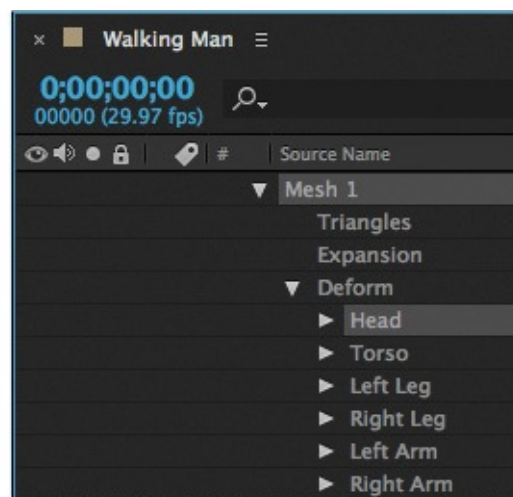 × Walking Man
0;00;00;00
00000 (29.97 fps)
# Source Name
Mesh 1
Triangles
Expansion
Deform
Head
Torso
Left Leg
Right Leg
Left Arm
Right Arm